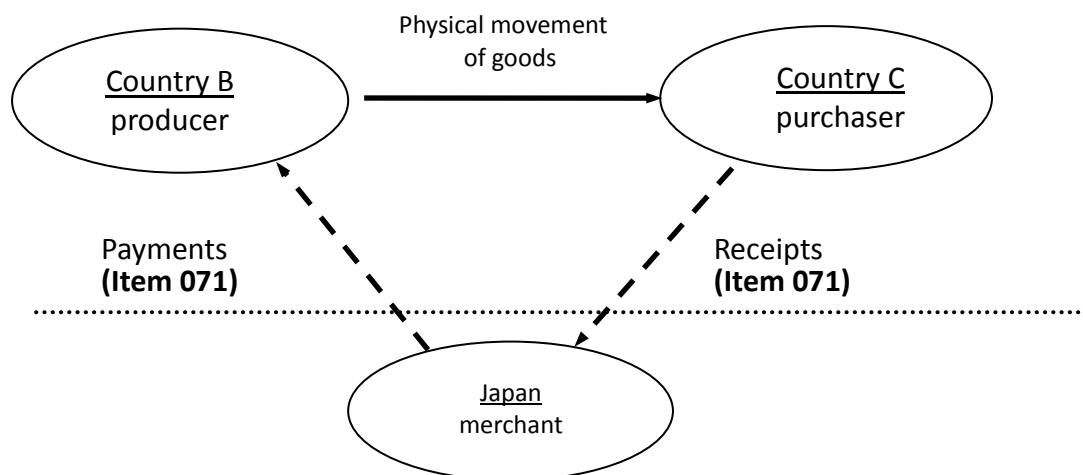 Physical movement
of goods
Country B
producer
Country C
purchaser
Payments
(Item 071)
Receipts
(Item 071)
Japan
merchant